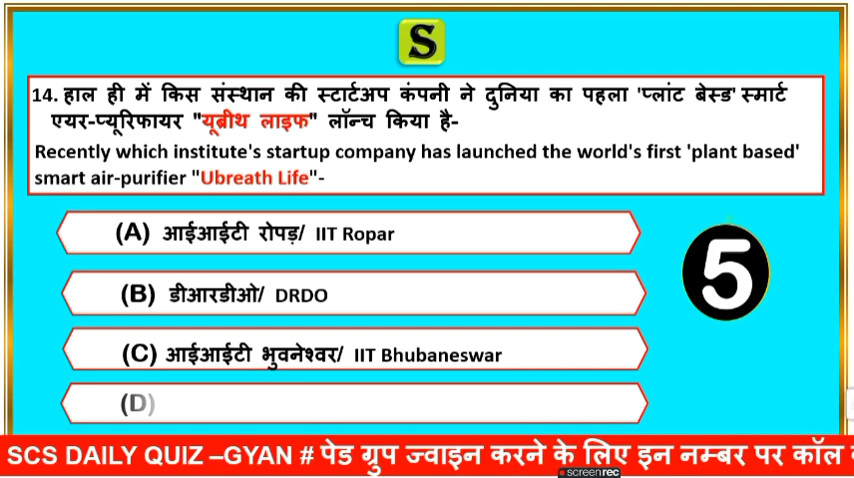 S
14. हाल ही में किस संस्थान की स्टार्टअप कंपनी ने दुनिया का पहला 'प्लांट बेस्ड' स्मार्ट
एयर-प्यूरिफायर "यूब्रीथ लाइफ" लॉन्च किया है-
Recently which institute's startup company has launched the world's first 'plant based'
smart air-purifier "Ubreath Life"-
(A) आईआईटी रोपड़/ IIT Ropar
(B) डीआरडीओ/ DRDO
5
(C) आईआईटी भुवनेश्वर/ IIT Bhubaneswar
(D)
SCS DAILY QUIZ –GYAN # पेड ग्रुप ज्वाइन करने के लिए इन नम्बर पर कॉल
screenrec